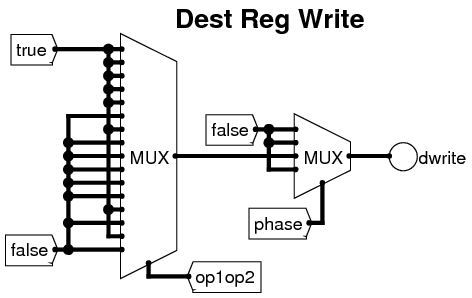 Dest Reg Write
true
false
MUX
MUX
dwrite
phase
false
op1op2